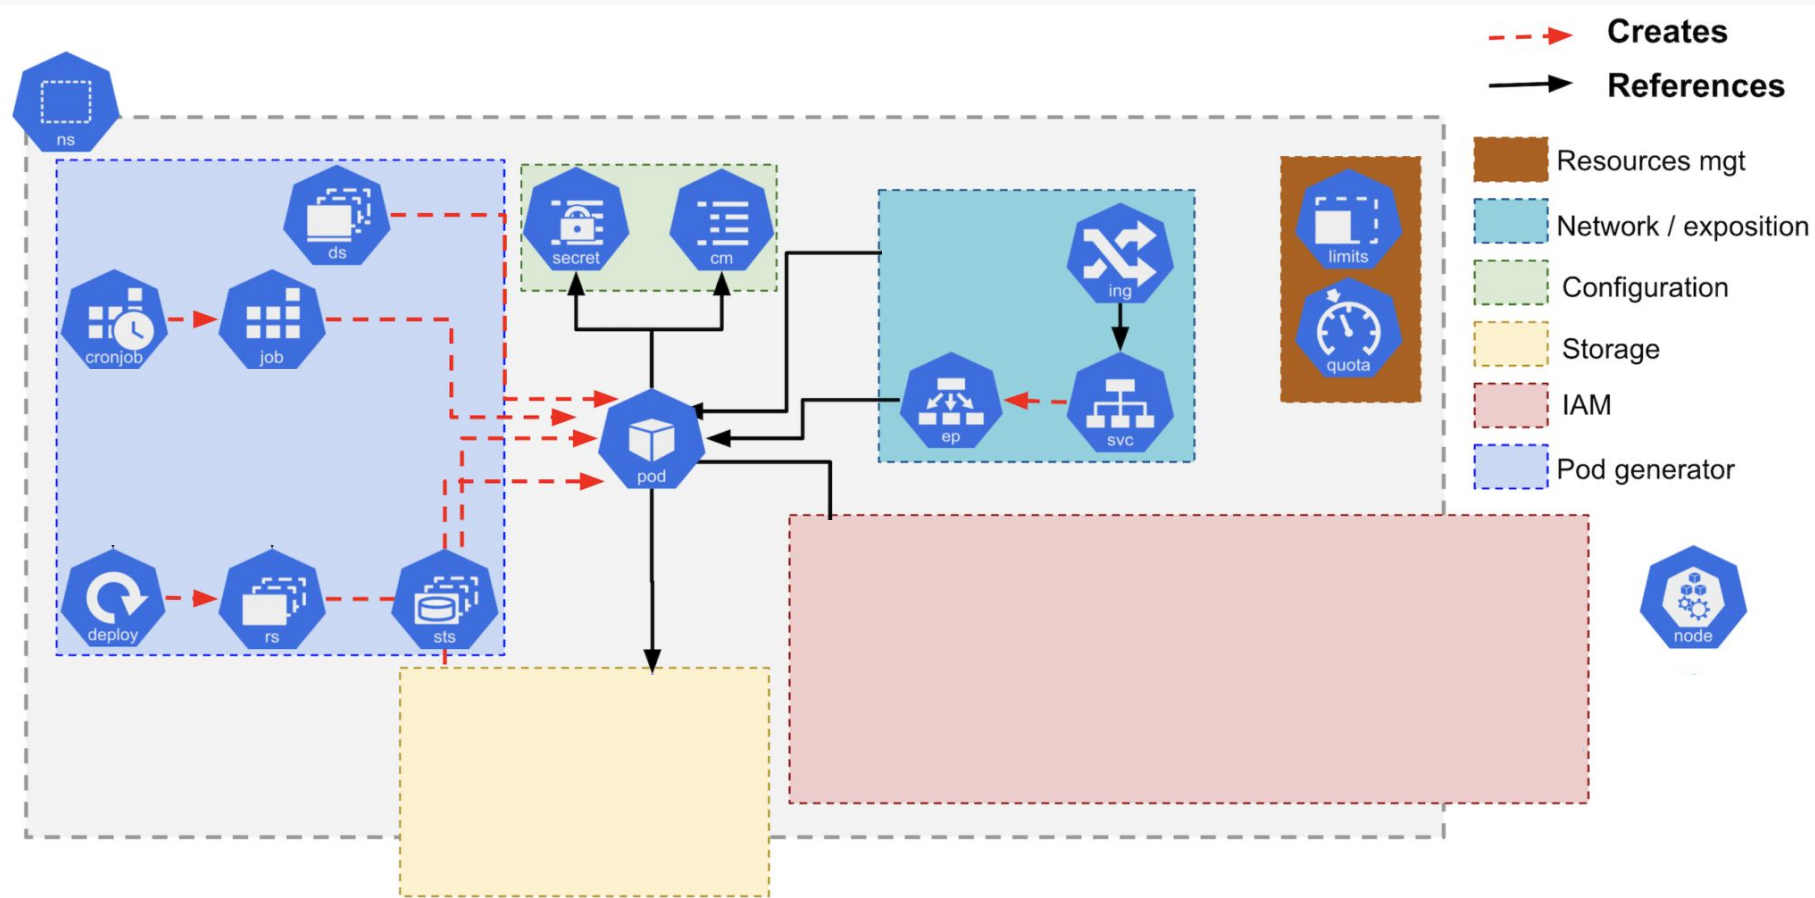 Creates
References
ns
Resources mgt
Network / exposition
Configuration
Storage
IAM
Pod generator
ds
secret
cm
ing
limits
cronjob
job
quota
ep
svc
pod
deploy
rs
sts
node